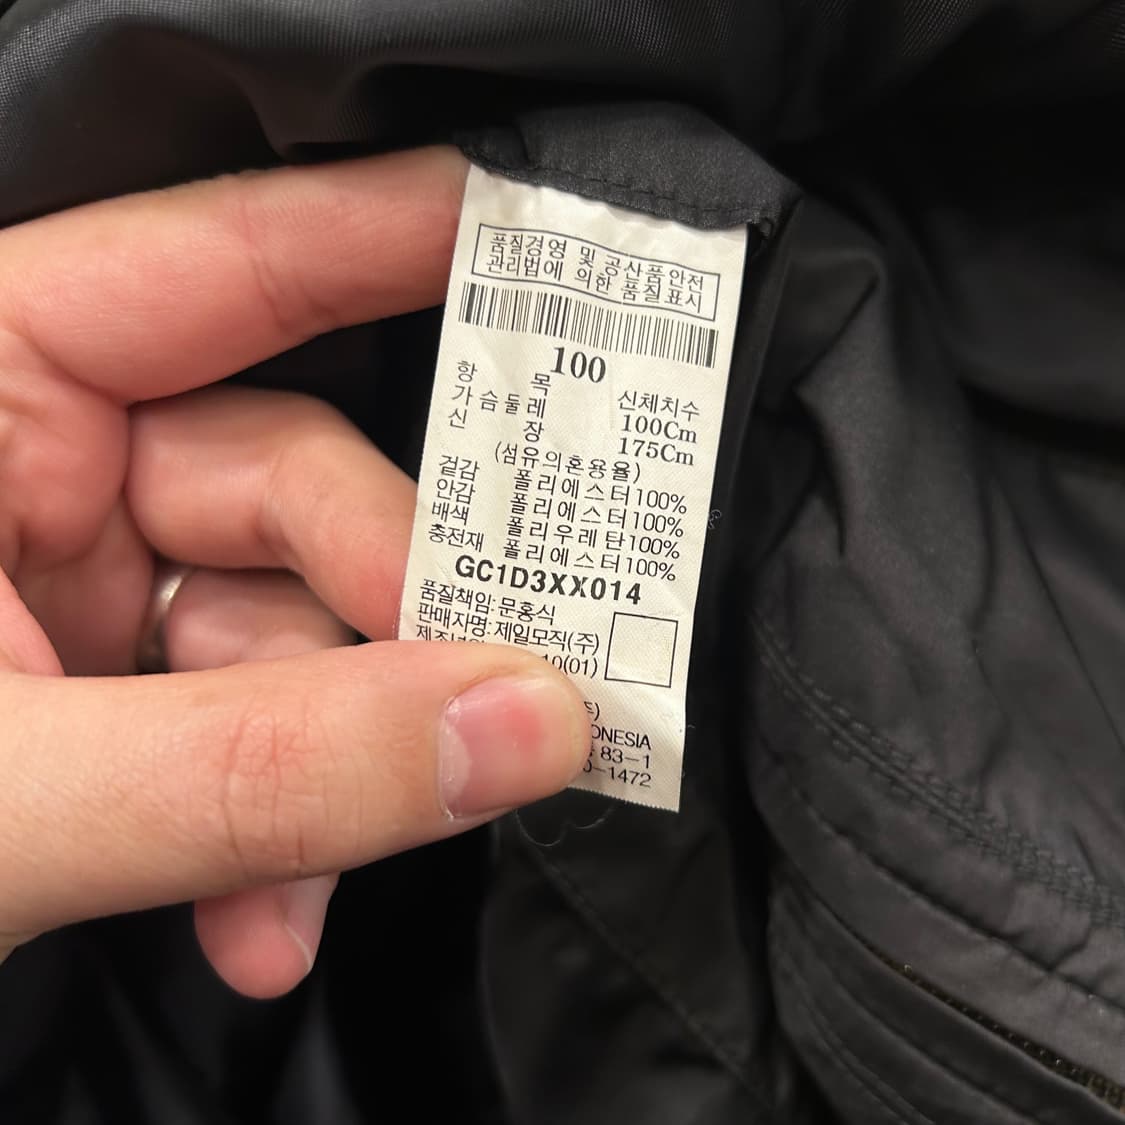 품질경영 및 공산품안전
관리법에 의한 품질표시
100
항 목 신체치수
가슴둘레 100Cm
신 장 175Cm
(섬유의혼용율)
겉감 폴리에스터100%
안감 폴리에스터100%
배색 폴리우레탄100%
충전재 폴리에스터100%
GC1D3XX014
품질책임:문홍식
판매자명:제일모직(주)
10(01)
83-1
-1472